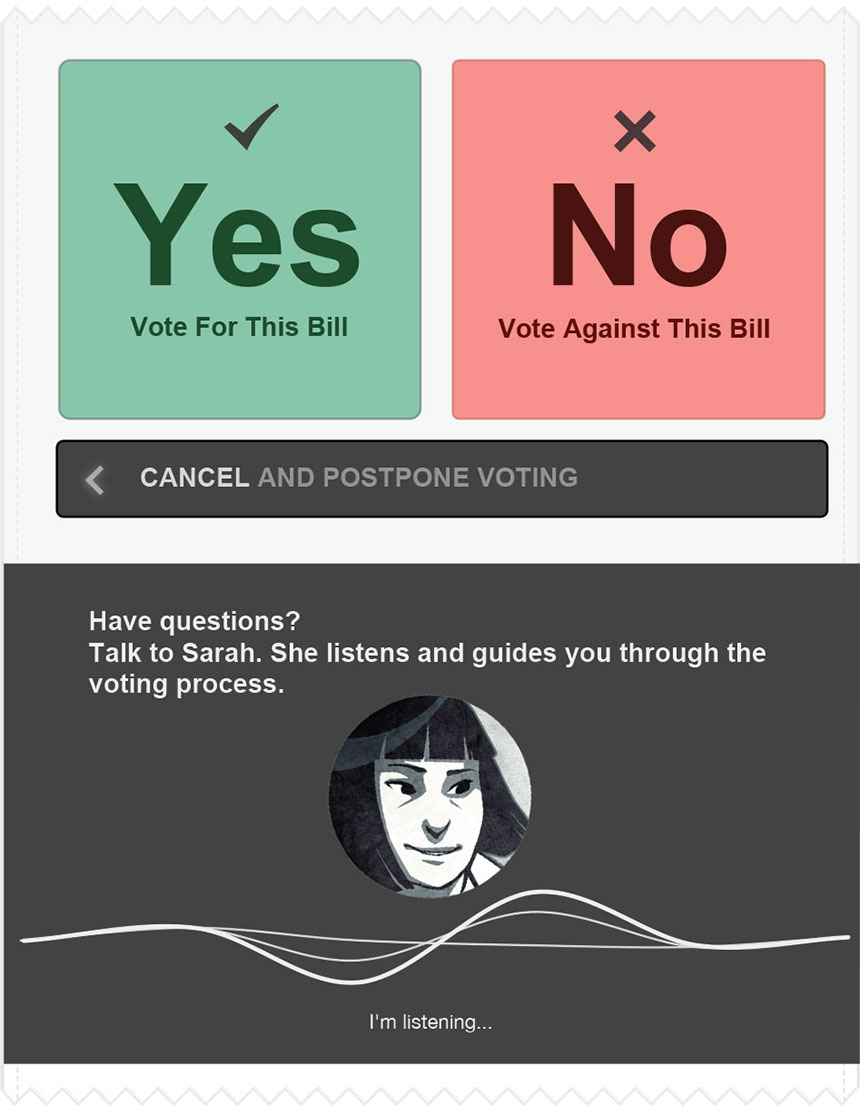 Yes
Vote For This Bill
No
Vote Against This Bill
CANCEL AND POSTPONE VOTING
Have questions?
Talk to Sarah. She listens and guides you through the
voting process.
I'm listening...